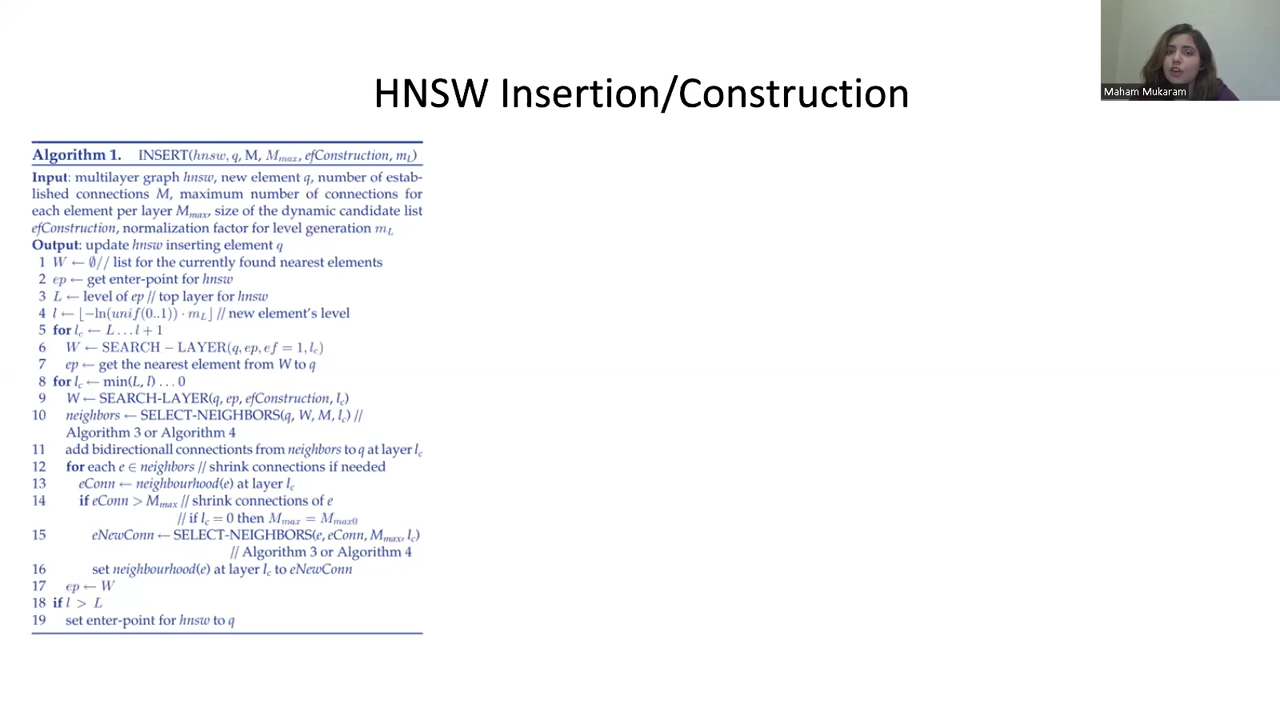 Maham Mukaram
HNSW Insertion/Construction
Algorithm 1. INSERT(hnsw, q, M, Mmax, efConstruction, mL)
Input: multilayer graph hnsw, new element q, number of estab-
lished connections M, maximum number of connections for
each element per layer Mmax, size of the dynamic candidate list
efConstruction, normalization factor for level generation mL
Output: update hnsw inserting element q
1 W ← ∅// list for the currently found nearest elements
2 ep ← get enter-point for hnsw
3 L ← level of ep // top layer for hnsw
4 l ← ⌊−ln(unif(0..1)) · mL⌋ // new element's level
5 for lc ← L … l + 1
6 W ← SEARCH − LAYER(q, ep, ef = 1, lc)
7 ep ← get the nearest element from W to q
8 for lc ← min(L, l) … 0
9 W ← SEARCH-LAYER(q, ep, efConstruction, lc)
10 neighbors ← SELECT-NEIGHBORS(q, W, M, lc) //
Algorithm 3 or Algorithm 4
11 add bidirectionall connectionts from neighbors to q at layer lc
12 for each e ∈ neighbors // shrink connections if needed
13 eConn ← neighbourhood(e) at layer lc
14 if eConn > Mmax // shrink connections of e
// if lc = 0 then Mmax = Mmax0
15 eNewConn ← SELECT-NEIGHBORS(e, eConn, Mmax, lc)
// Algorithm 3 or Algorithm 4
16 set neighbourhood(e) at layer lc to eNewConn
17 ep ← W
18 if l > L
19 set enter-point for hnsw to q